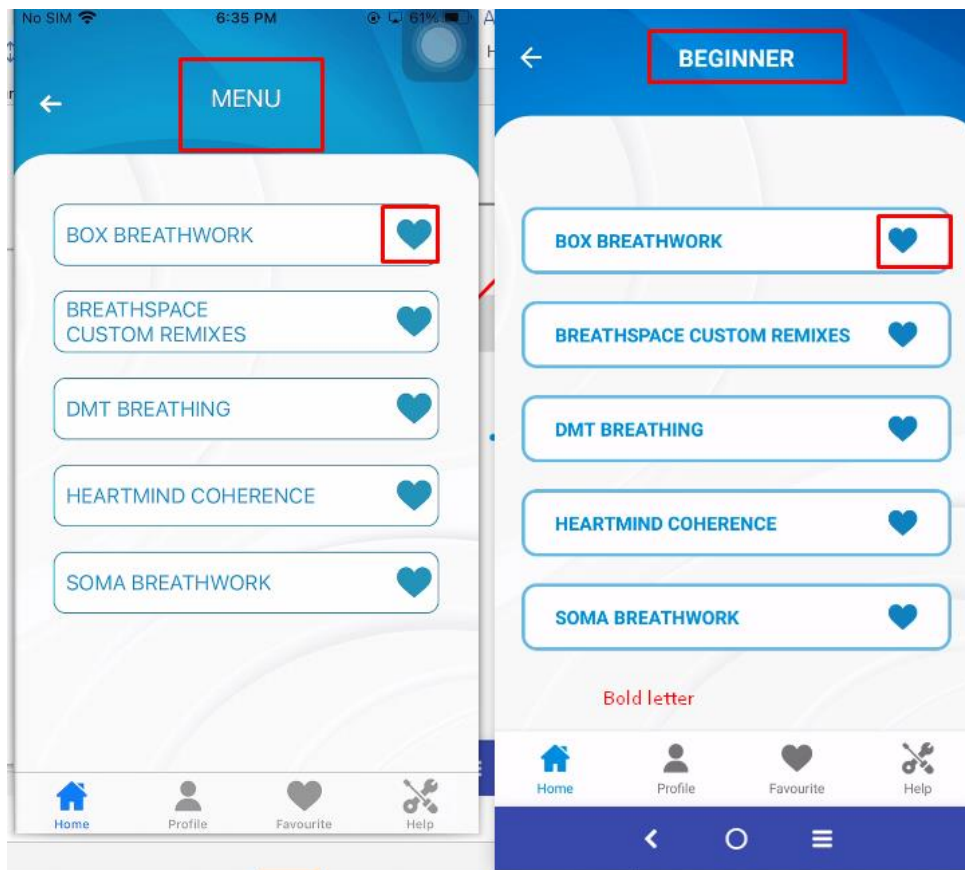 No SIM 6:35 PM 61%
MENU
BOX BREATHWORK
BREATHSPACE
CUSTOM REMIXES
DMT BREATHING
HEARTMIND COHERENCE
SOMA BREATHWORK
Home Profile Favourite Help
BEGINNER
BOX BREATHWORK
BREATHSPACE CUSTOM REMIXES
DMT BREATHING
HEARTMIND COHERENCE
SOMA BREATHWORK
Bold letter
Home Profile Favourite Help